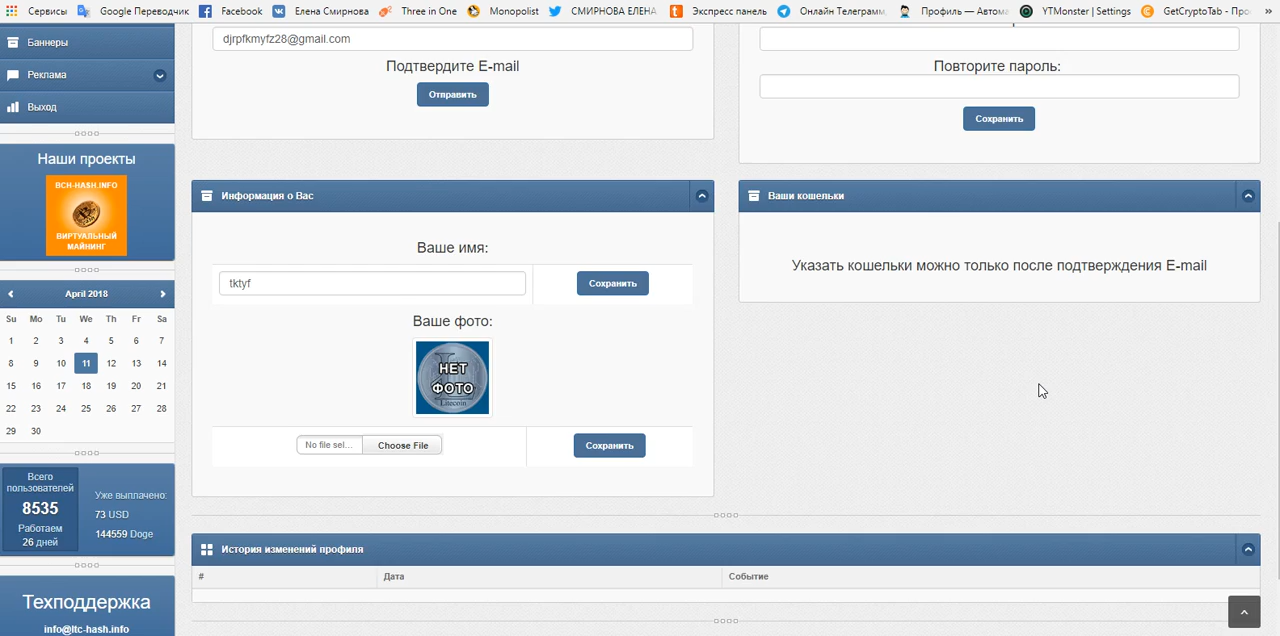 Сервисы
Google Переводчик
Facebook
Елена Смирнова
Three in One
Monopolist
СМИРНОВА ЕЛЕНА
Экспресс панель
Онлайн Телеграмм
Профиль — Автома
YTMonster | Settings
GetCryptoTab - Про
»
Баннеры
Реклама
Выход
Наши проекты
BCH-HASH.INFO
ВИРТУАЛЬНЫЙ
МАЙНИНГ
April 2018
Su Mo Tu We Th Fr Sa
1 2 3 4 5 6 7
8 9 10 11 12 13 14
15 16 17 18 19 20 21
22 23 24 25 26 27 28
29 30
Всего
пользователей
8535
Работаем
26 дней
Уже выплачено:
73 USD
144559 Doge
Техподдержка
info@ltc-hash.info
djrpfkmyfz28@gmail.com
Подтвердите E-mail
Отправить
Повторите пароль:
Сохранить
Информация о Вас
Ваше имя:
tktyf
Сохранить
Ваше фото:
НЕТ
ФОТО
Litecoin
No file sel...
Choose File
Сохранить
Ваши кошельки
Указать кошельки можно только после подтверждения E-mail
История изменений профиля
# Дата Событие